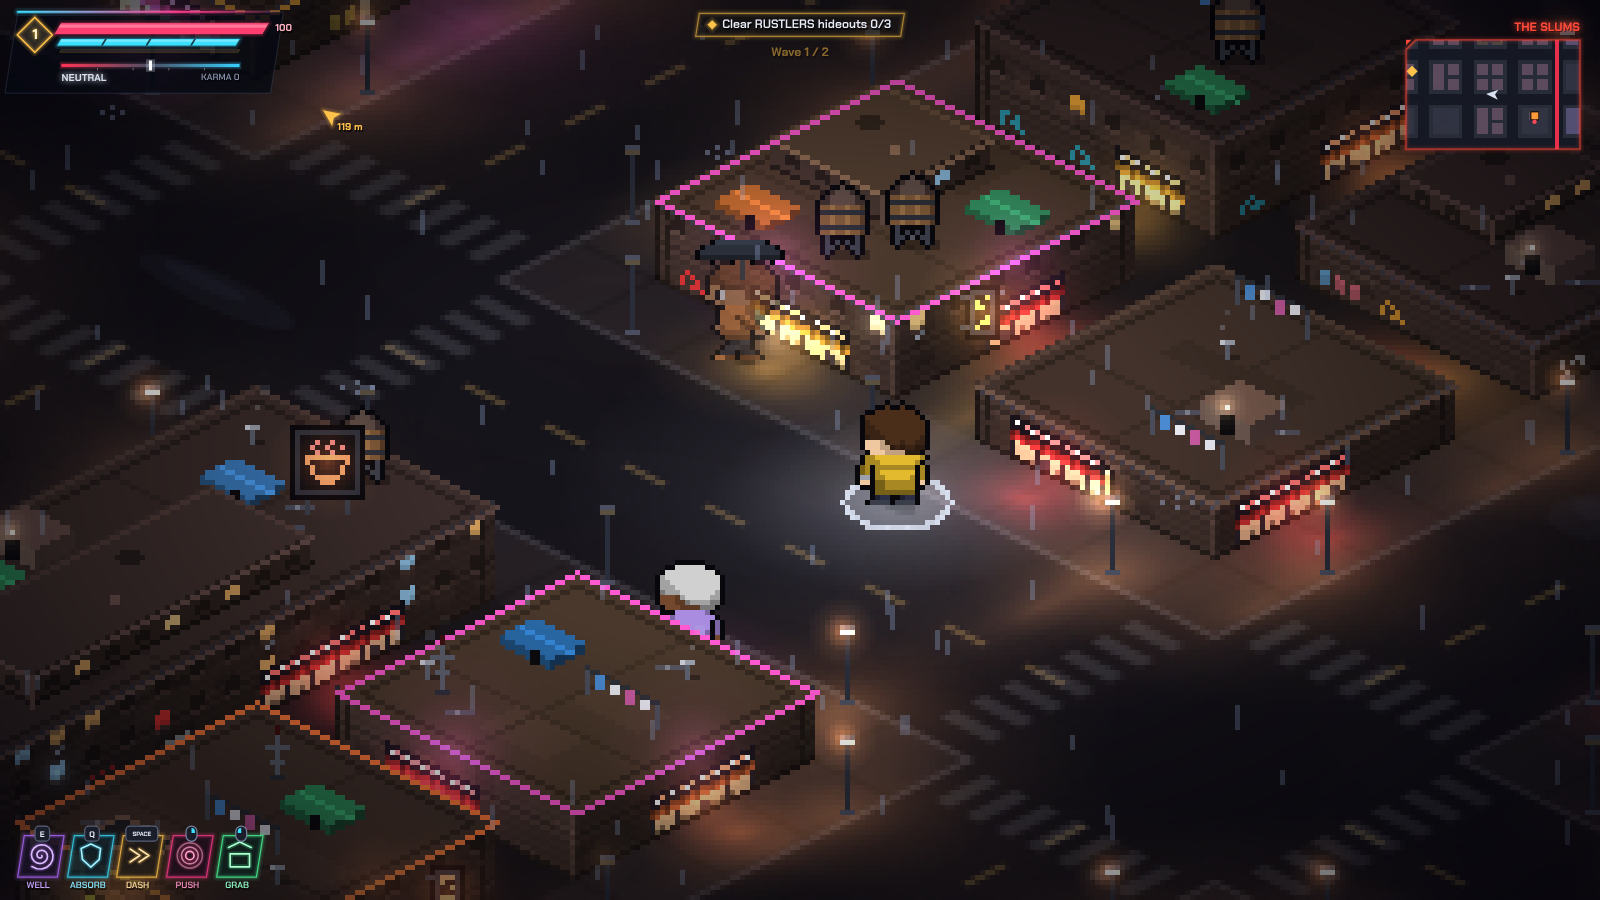 1
100
NEUTRAL
KARMA 0
119 m
Clear RUSTLERS hideouts 0/3
Wave 1 / 2
THE SLUMS
E
Q
SPACE
WELL
ABSORB
DASH
PUSH
GRAB